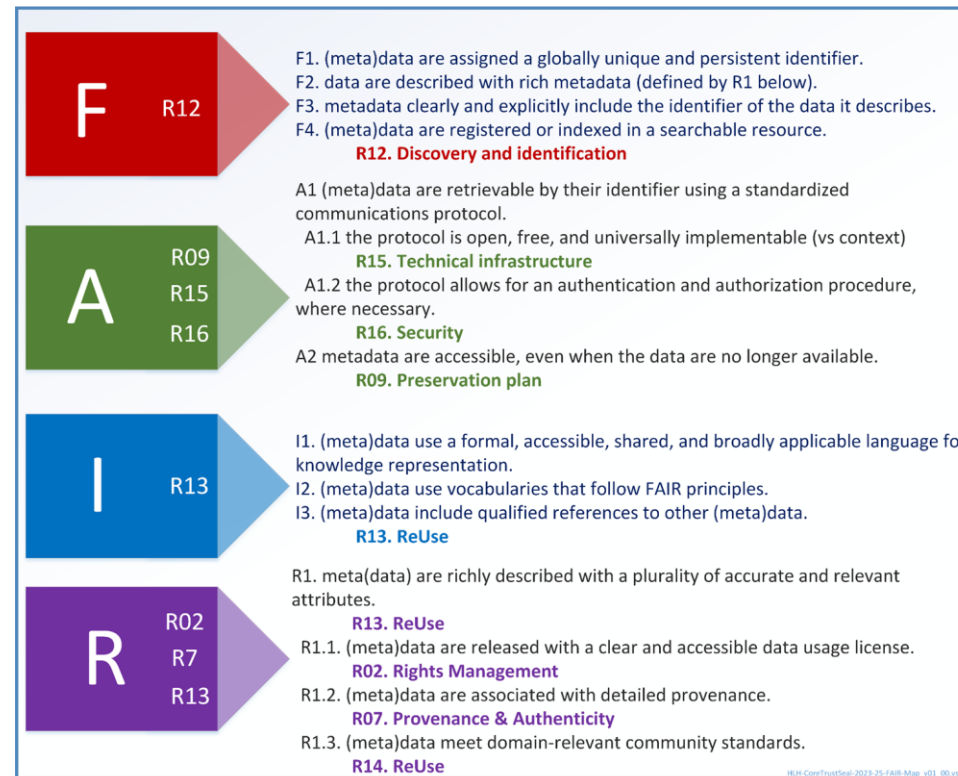 F
R12
F1. (meta)data are assigned a globally unique and persistent identifier.
F2. data are described with rich metadata (defined by R1 below).
F3. metadata clearly and explicitly include the identifier of the data it describes.
F4. (meta)data are registered or indexed in a searchable resource.
R12. Discovery and identification
A
R09
R15
R16
A1 (meta)data are retrievable by their identifier using a standardized
communications protocol.
A1.1 the protocol is open, free, and universally implementable (vs context)
R15. Technical infrastructure
A1.2 the protocol allows for an authentication and authorization procedure,
where necessary.
R16. Security
A2 metadata are accessible, even when the data are no longer available.
R09. Preservation plan
I
R13
I1. (meta)data use a formal, accessible, shared, and broadly applicable language fo
knowledge representation.
I2. (meta)data use vocabularies that follow FAIR principles.
I3. (meta)data include qualified references to other (meta)data.
R13. ReUse
R
R02
R7
R13
R1. meta(data) are richly described with a plurality of accurate and relevant
attributes.
R13. ReUse
R1.1. (meta)data are released with a clear and accessible data usage license.
R02. Rights Management
R1.2. (meta)data are associated with detailed provenance.
R07. Provenance & Authenticity
R1.3. (meta)data meet domain-relevant community standards.
R14. ReUse
HLH-CoreTrustSeal-2023-25-FAIR-Map_v01_00.vs